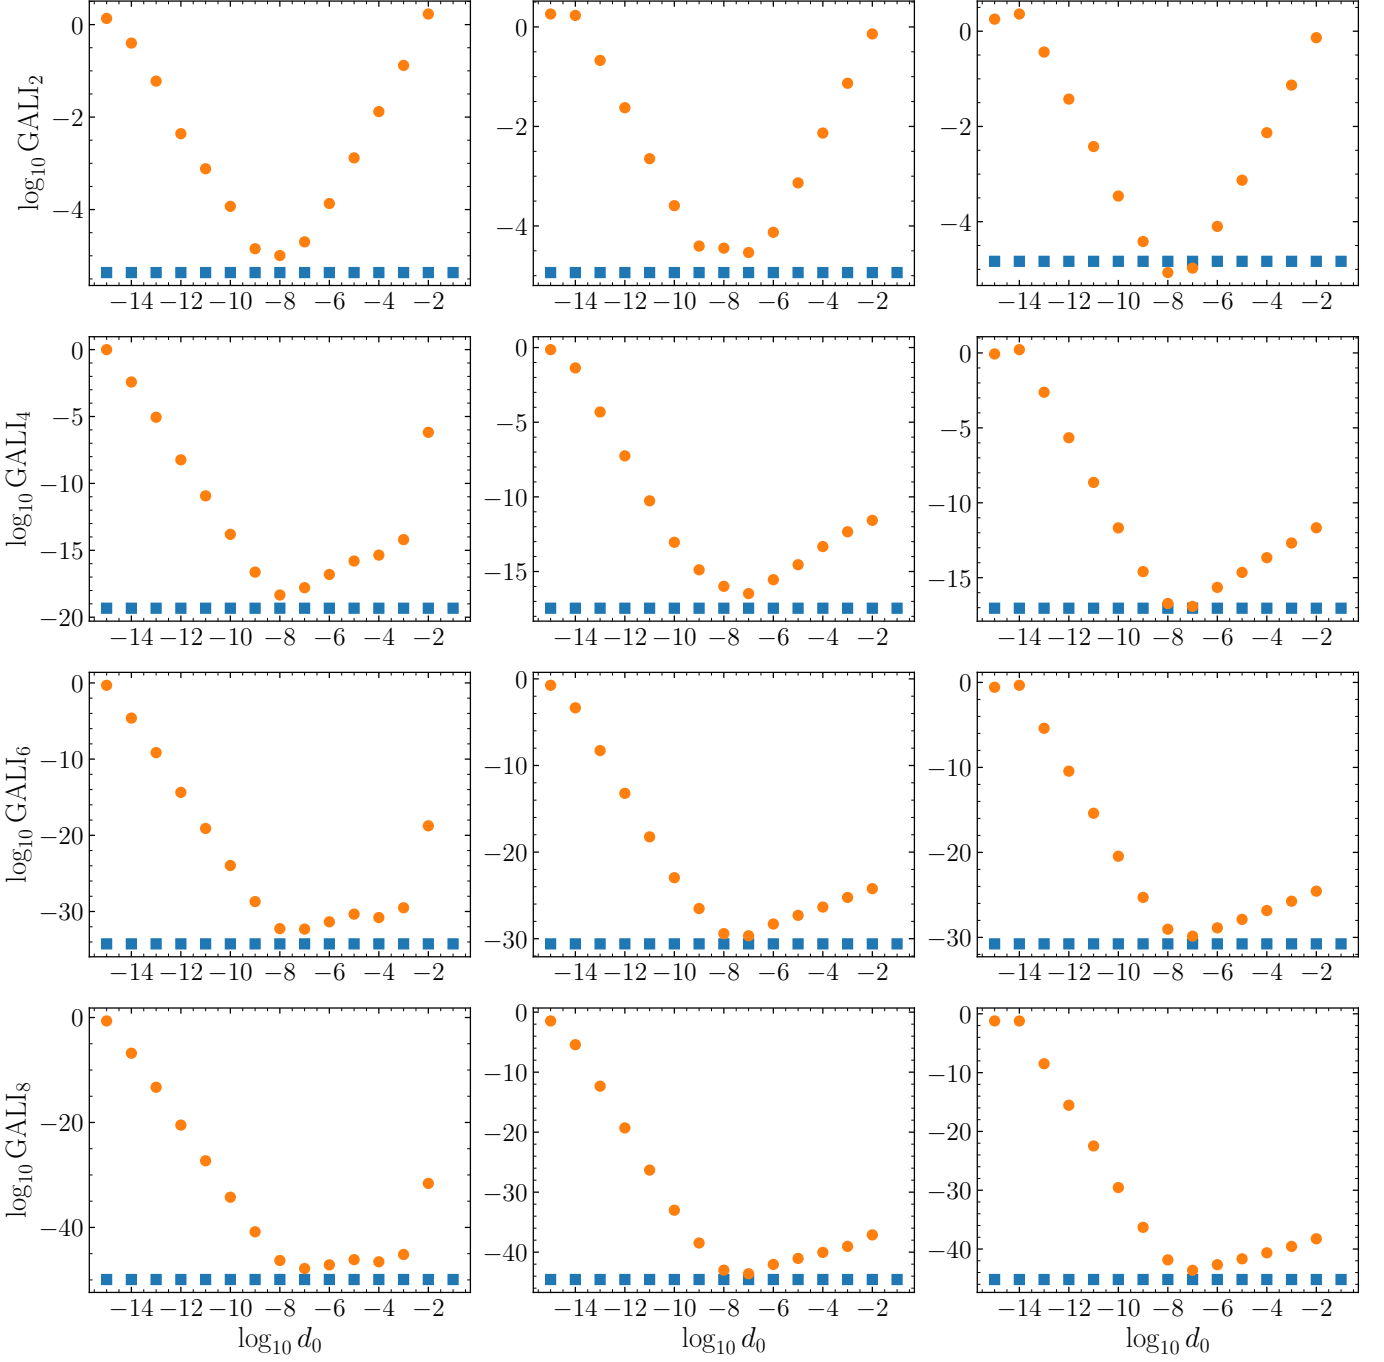 0 0 0
−2 −2 −2
−4 −4 −4
log₁₀ GALI₂
−14 −12 −10 −8 −6 −4 −2 −14 −12 −10 −8 −6 −4 −2 −14 −12 −10 −8 −6 −4 −2
0 0 0
−5 −5 −5
−10 −10 −10
−15 −15 −15
−20
log₁₀ GALI₄
−14 −12 −10 −8 −6 −4 −2 −14 −12 −10 −8 −6 −4 −2 −14 −12 −10 −8 −6 −4 −2
0 0 0
−10 −10 −10
−20 −20 −20
−30 −30 −30
log₁₀ GALI₆
−14 −12 −10 −8 −6 −4 −2 −14 −12 −10 −8 −6 −4 −2 −14 −12 −10 −8 −6 −4 −2
0 0 0
−10 −10
−20 −20 −20
−30 −30
−40 −40 −40
log₁₀ GALI₈
−14 −12 −10 −8 −6 −4 −2 −14 −12 −10 −8 −6 −4 −2 −14 −12 −10 −8 −6 −4 −2
log₁₀ d₀ log₁₀ d₀ log₁₀ d₀